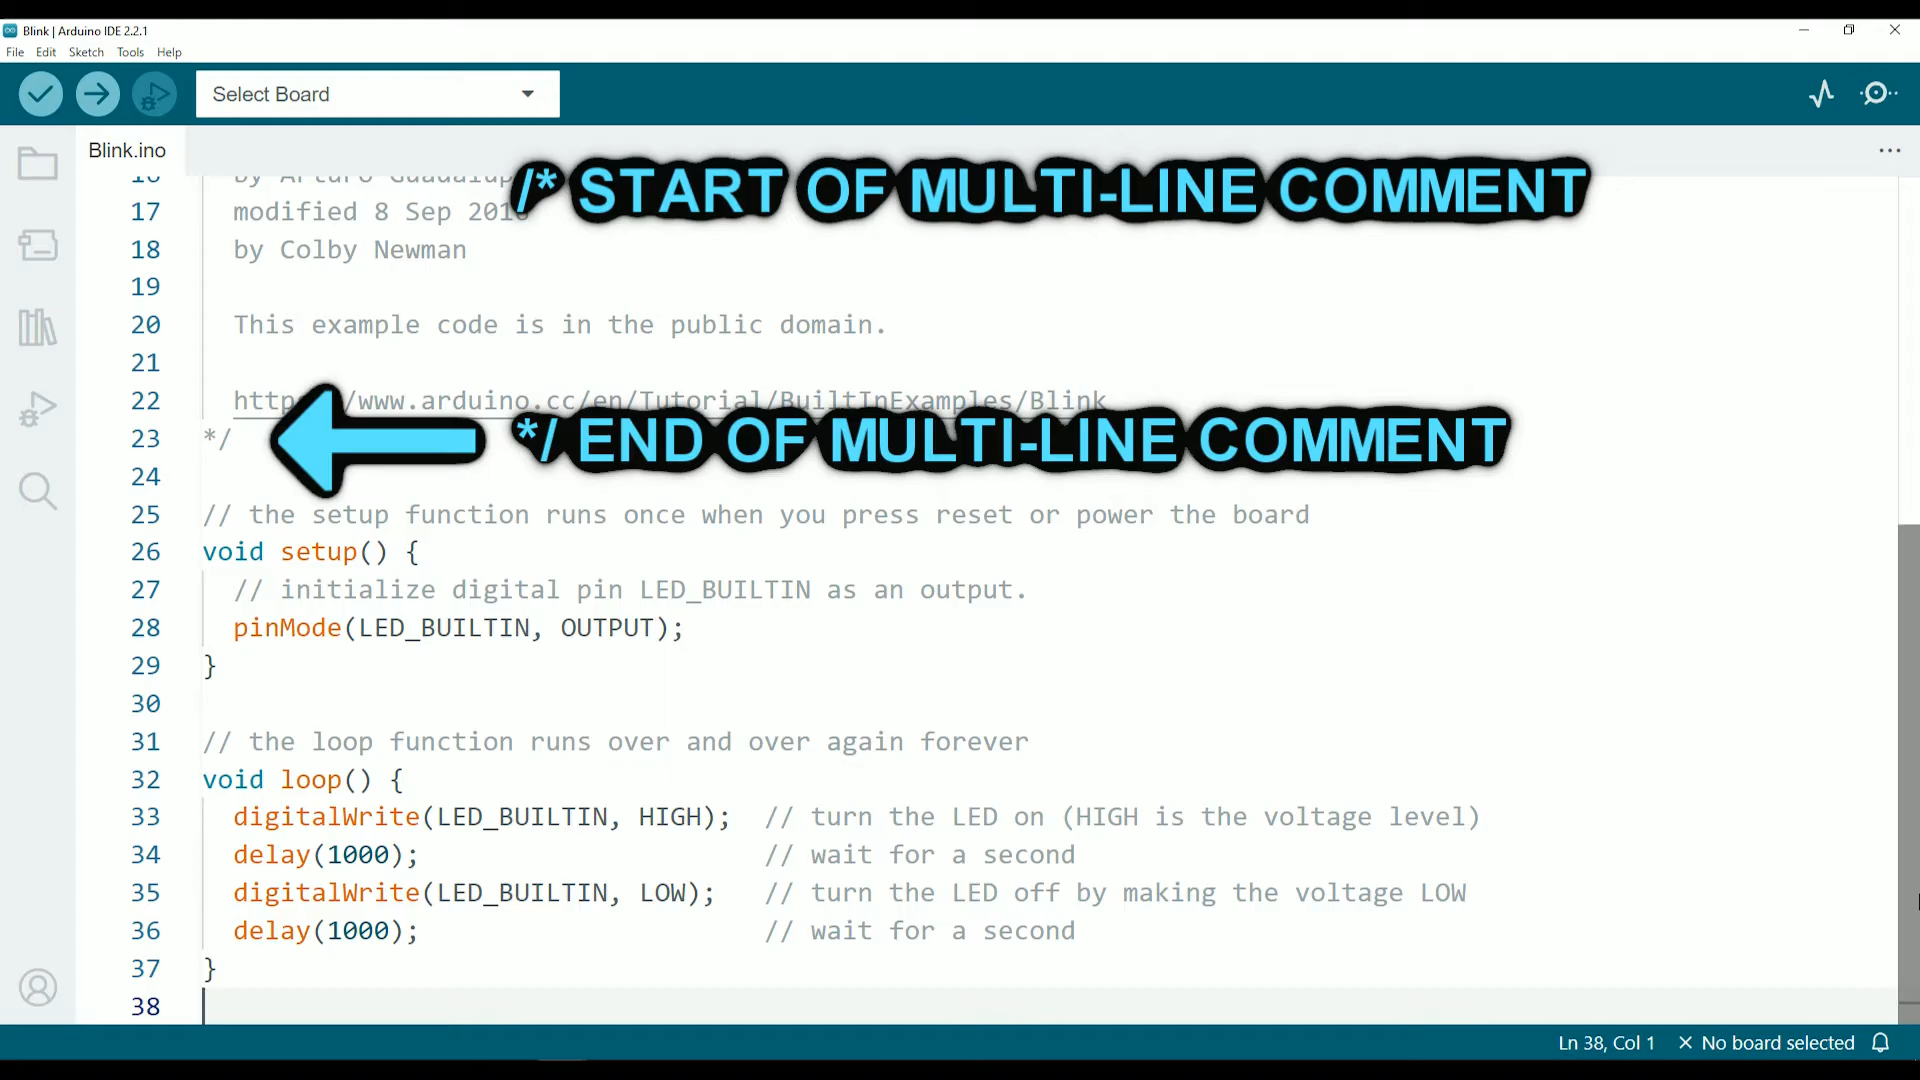 Blink | Arduino IDE 2.2.1
File Edit Sketch Tools Help
Select Board
Blink.ino
/* START OF MULTI-LINE COMMENT
16 by Arturo Guadalup
17 modified 8 Sep 2016
18 by Colby Newman
19
20 This example code is in the public domain.
21
22 https://www.arduino.cc/en/Tutorial/BuiltInExamples/Blink
23 */
*/ END OF MULTI-LINE COMMENT
24
25 // the setup function runs once when you press reset or power the board
26 void setup() {
27 // initialize digital pin LED_BUILTIN as an output.
28 pinMode(LED_BUILTIN, OUTPUT);
29 }
30
31 // the loop function runs over and over again forever
32 void loop() {
33 digitalWrite(LED_BUILTIN, HIGH); // turn the LED on (HIGH is the voltage level)
34 delay(1000); // wait for a second
35 digitalWrite(LED_BUILTIN, LOW); // turn the LED off by making the voltage LOW
36 delay(1000); // wait for a second
37 }
38
Ln 38, Col 1 × No board selected